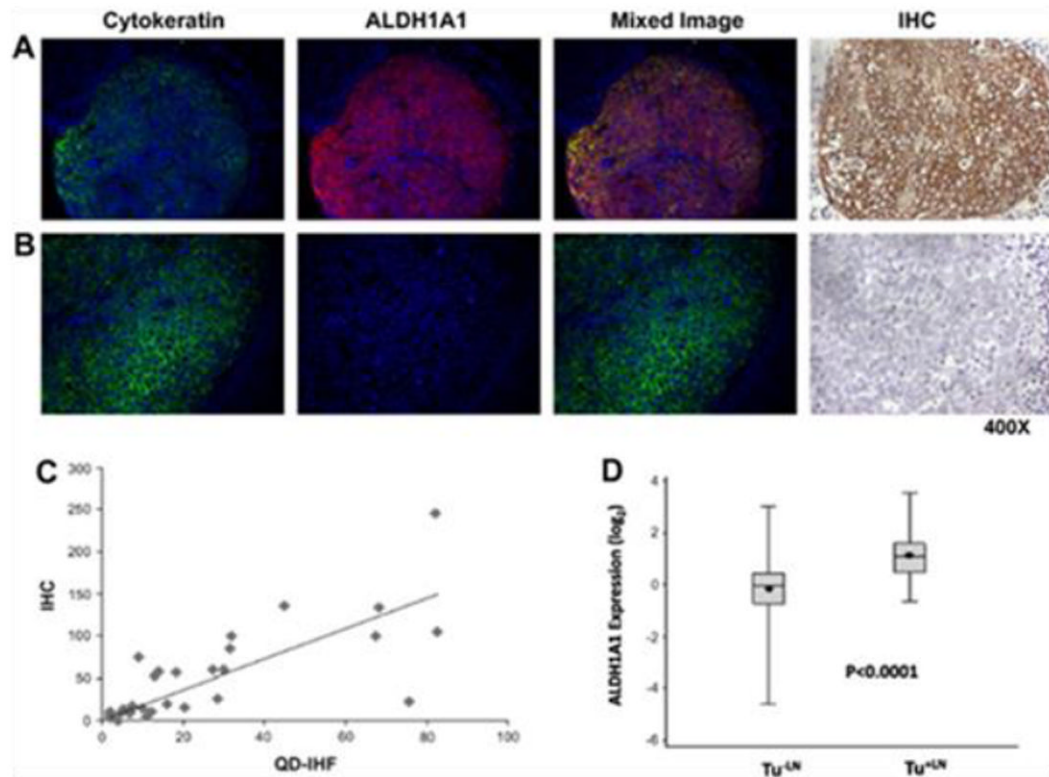 Cytokeratin ALDH1A1 Mixed Image IHC
A
B
400X
C
300
250
200
150
100
50
0
IHC
0 20 40 60 80 100
QD-IHF
D
4
2
0
-2
-4
-6
ALDH1A1 Expression (log₂)
P<0.0001
Tu⁻ᴸᴺ Tu⁺ᴸᴺ